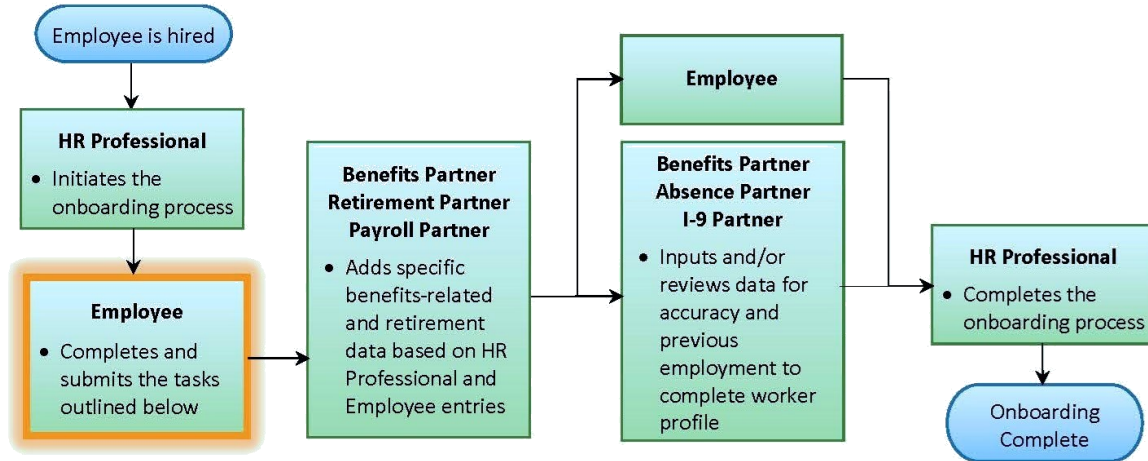 Employee is hired
HR Professional
• Initiates the
onboarding process
Employee
• Completes and
submits the tasks
outlined below
Benefits Partner
Retirement Partner
Payroll Partner
• Adds specific
benefits-related
and retirement
data based on HR
Professional and
Employee entries
Employee
Benefits Partner
Absence Partner
I-9 Partner
• Inputs and/or
reviews data for
accuracy and
previous
employment to
complete worker
profile
HR Professional
• Completes the
onboarding process
Onboarding
Complete